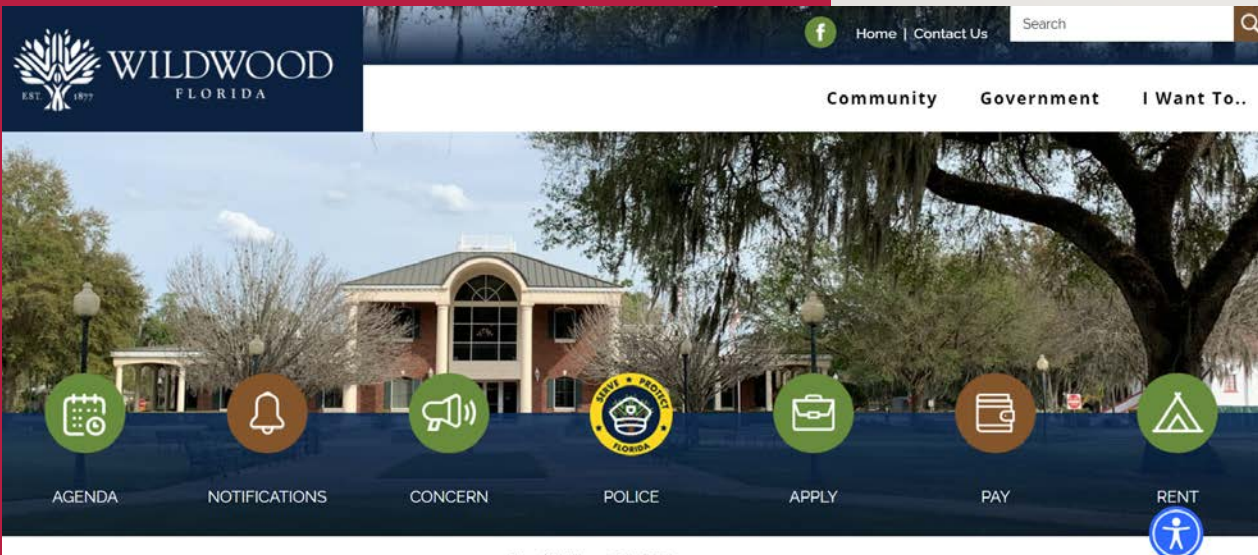 Home | Contact Us
Search
WILDWOOD
FLORIDA
EST. 1877
Community Government I Want To..
SERVE ★ PROTECT
FLORIDA
AGENDA
NOTIFICATIONS
CONCERN
POLICE
APPLY
PAY
RENT